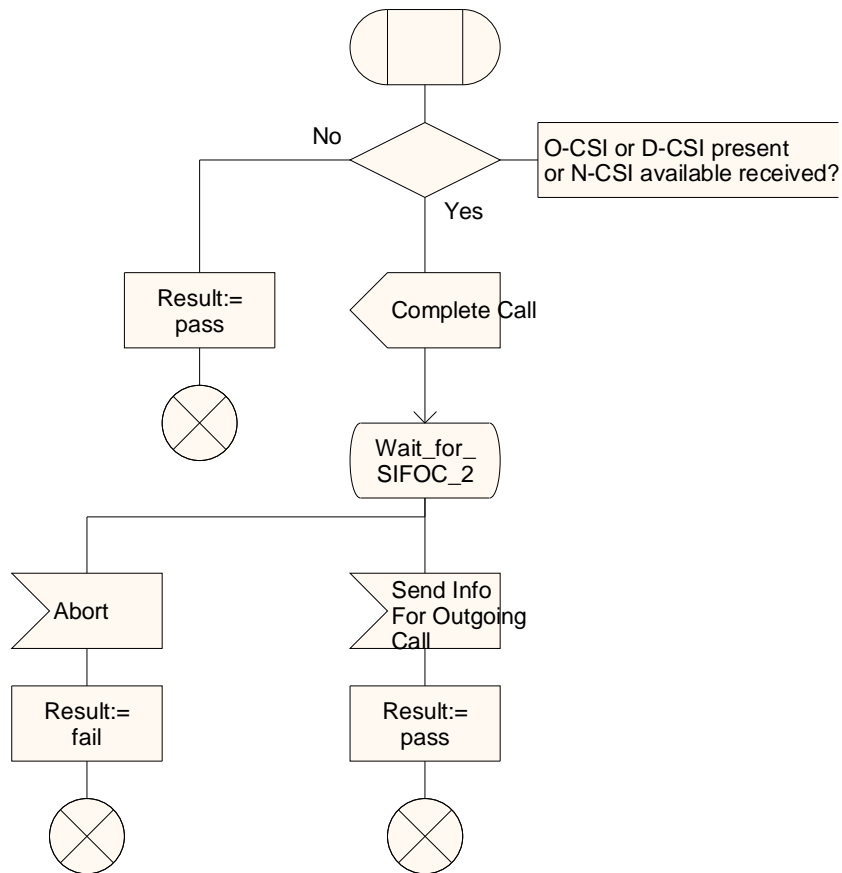 No
O-CSI or D-CSI present
or N-CSI available received?
Yes
Result:=
pass
Complete Call
Wait_for_
SIFOC_2
Abort
Send Info
For Outgoing
Call
Result:=
fail
Result:=
pass